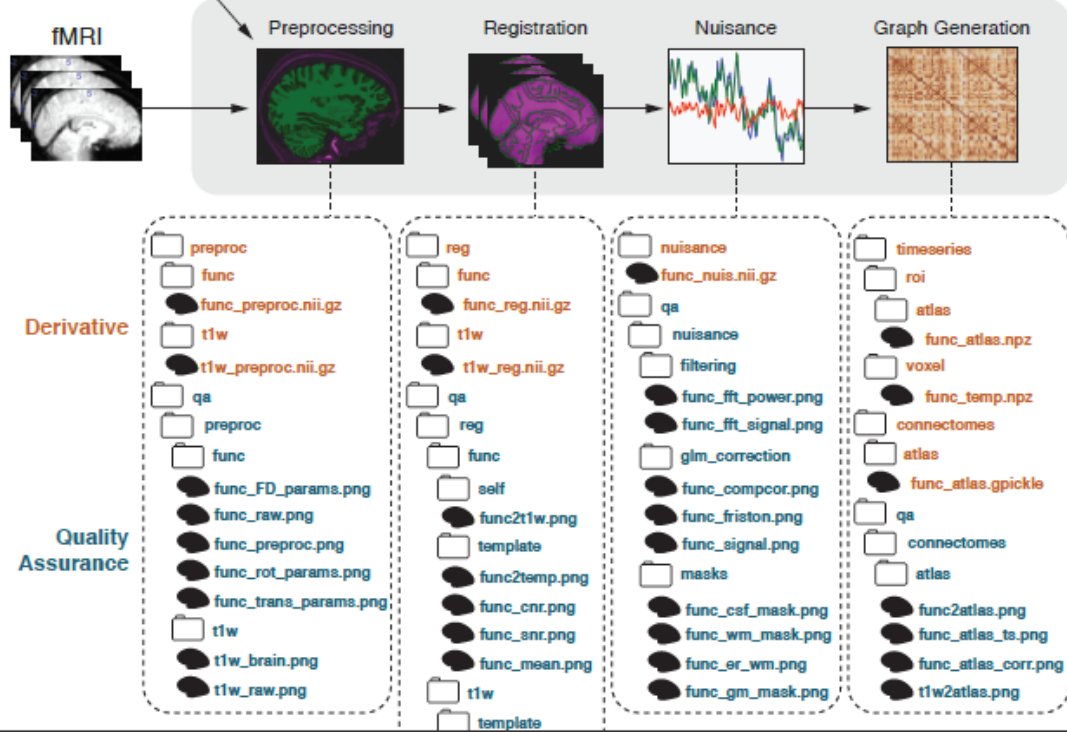 fMRI
Preprocessing
Registration
Nuisance
Graph Generation
Derivative
Quality
Assurance
preproc
func
func_preproc.nii.gz
t1w
t1w_preproc.nii.gz
qa
preproc
func
func_FD_params.png
func_raw.png
func_preproc.png
func_rot_params.png
func_trans_params.png
t1w
t1w_brain.png
t1w_raw.png
reg
func
func_reg.nii.gz
t1w
t1w_reg.nii.gz
qa
reg
func
self
func2t1w.png
template
func2temp.png
func_cnr.png
func_snr.png
func_mean.png
t1w
template
nuisance
func_nuis.nii.gz
qa
nuisance
filtering
func_fft_power.png
func_fft_signal.png
glm_correction
func_compcor.png
func_friston.png
func_signal.png
masks
func_csf_mask.png
func_wm_mask.png
func_er_wm.png
func_gm_mask.png
timeseries
roi
atlas
func_atlas.npz
voxel
func_temp.npz
connectomes
atlas
func_atlas.gpickle
qa
connectomes
atlas
func2atlas.png
func_atlas_ts.png
func_atlas_corr.png
t1w2atlas.png